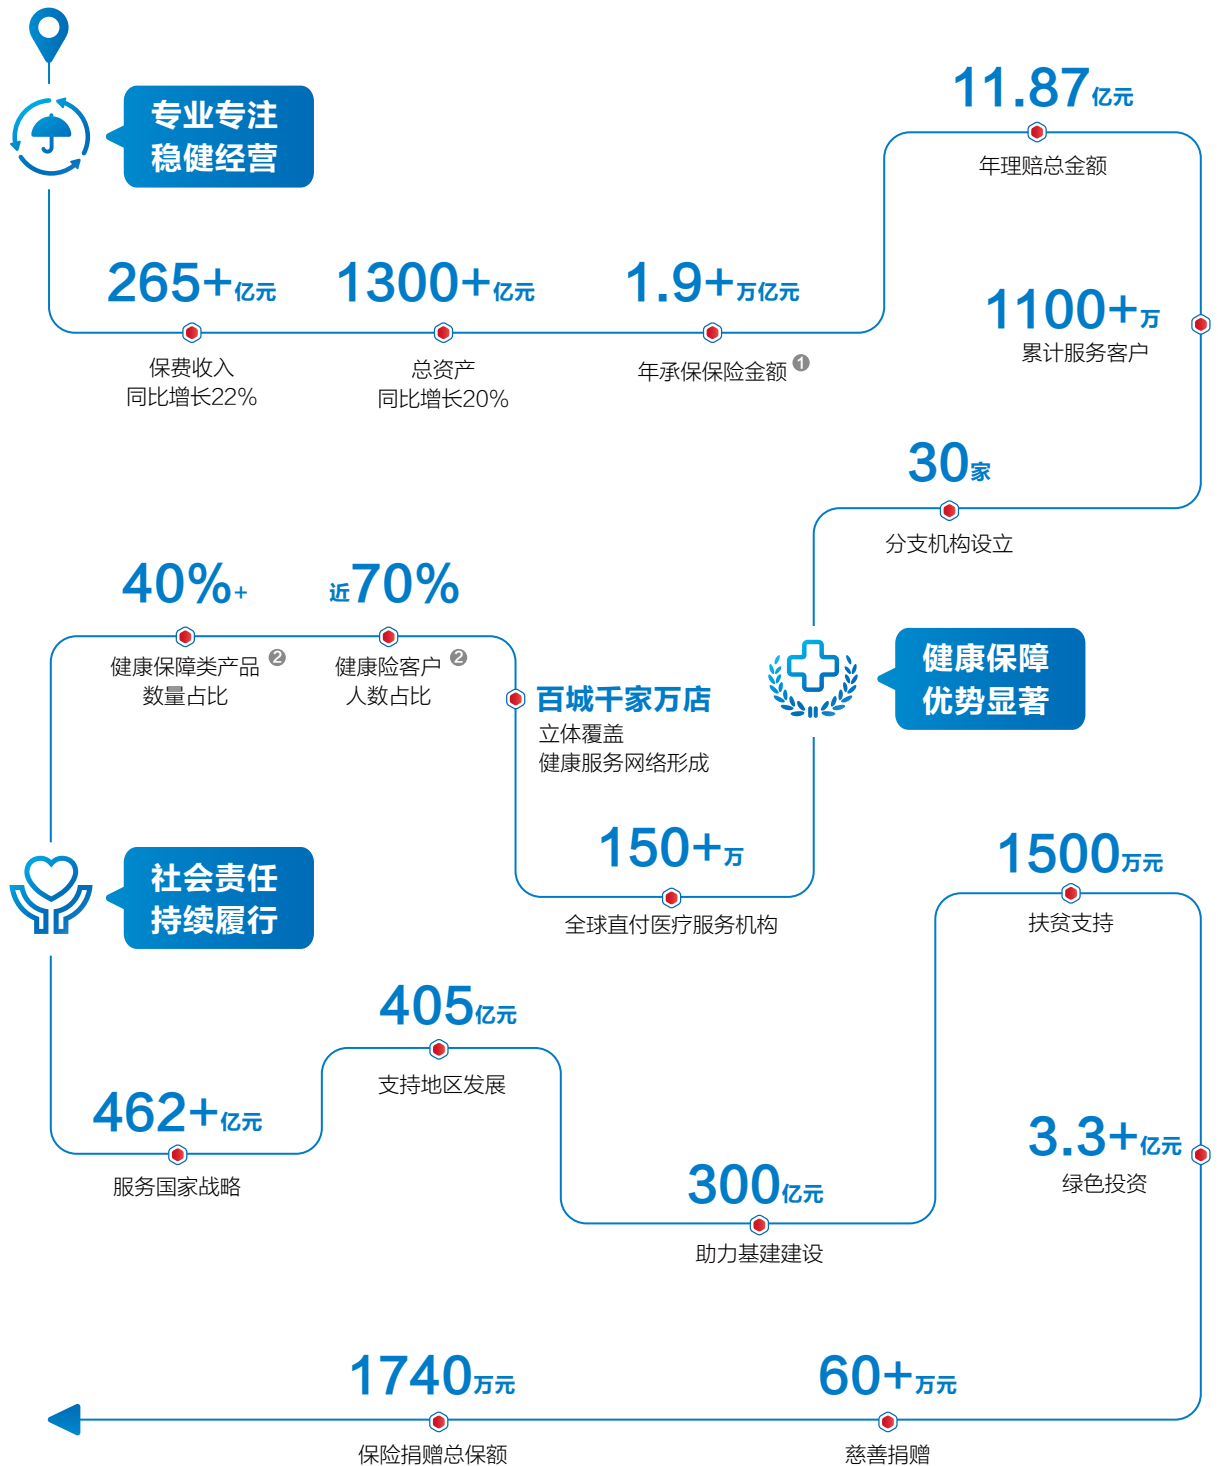 专业专注
稳健经营
265+亿元
保费收入
同比增长22%
1300+亿元
总资产
同比增长20%
1.9+万亿元
年承保保险金额 1
11.87亿元
年理赔总金额
1100+万
累计服务客户
30家
分支机构设立
健康保障
优势显著
150+万
全球直付医疗服务机构
百城千家万店
立体覆盖
健康服务网络形成
近70%
健康险客户 2
人数占比
40%+
健康保障类产品 2
数量占比
社会责任
持续履行
462+亿元
服务国家战略
405亿元
支持地区发展
300亿元
助力基建建设
1500万元
扶贫支持
3.3+亿元
绿色投资
60+万元
慈善捐赠
1740万元
保险捐赠总保额